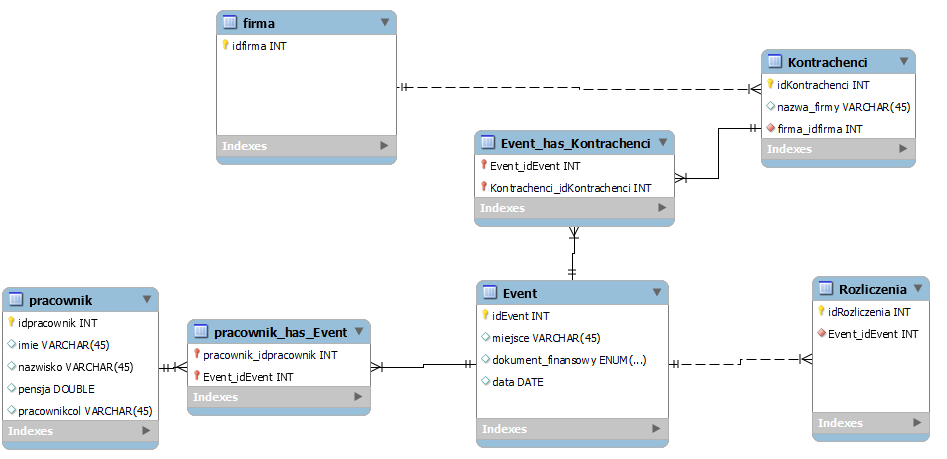 firma
idfirma INT
Indexes
Kontrachenci
idKontrachenci INT
nazwa_firmy VARCHAR(45)
firma_idfirma INT
Indexes
Event_has_Kontrachenci
Event_idEvent INT
Kontrachenci_idKontrachenci INT
Indexes
pracownik
idpracownik INT
imie VARCHAR(45)
nazwisko VARCHAR(45)
pensja DOUBLE
pracownikcol VARCHAR(45)
Indexes
pracownik_has_Event
pracownik_idpracownik INT
Event_idEvent INT
Indexes
Event
idEvent INT
miejsce VARCHAR(45)
dokument_finansowy ENUM(...)
data DATE
Indexes
Rozliczenia
idRozliczenia INT
Event_idEvent INT
Indexes